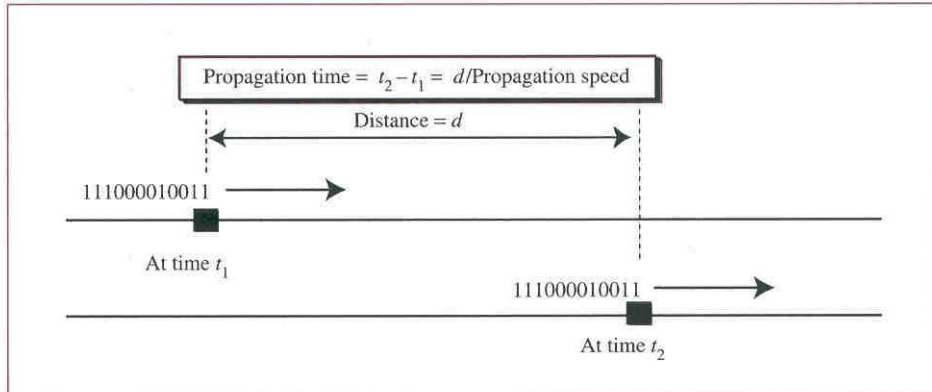 Propagation time = t₂ – t₁ = d/Propagation speed
Distance = d
111000010011
At time t₁
111000010011
At time t₂